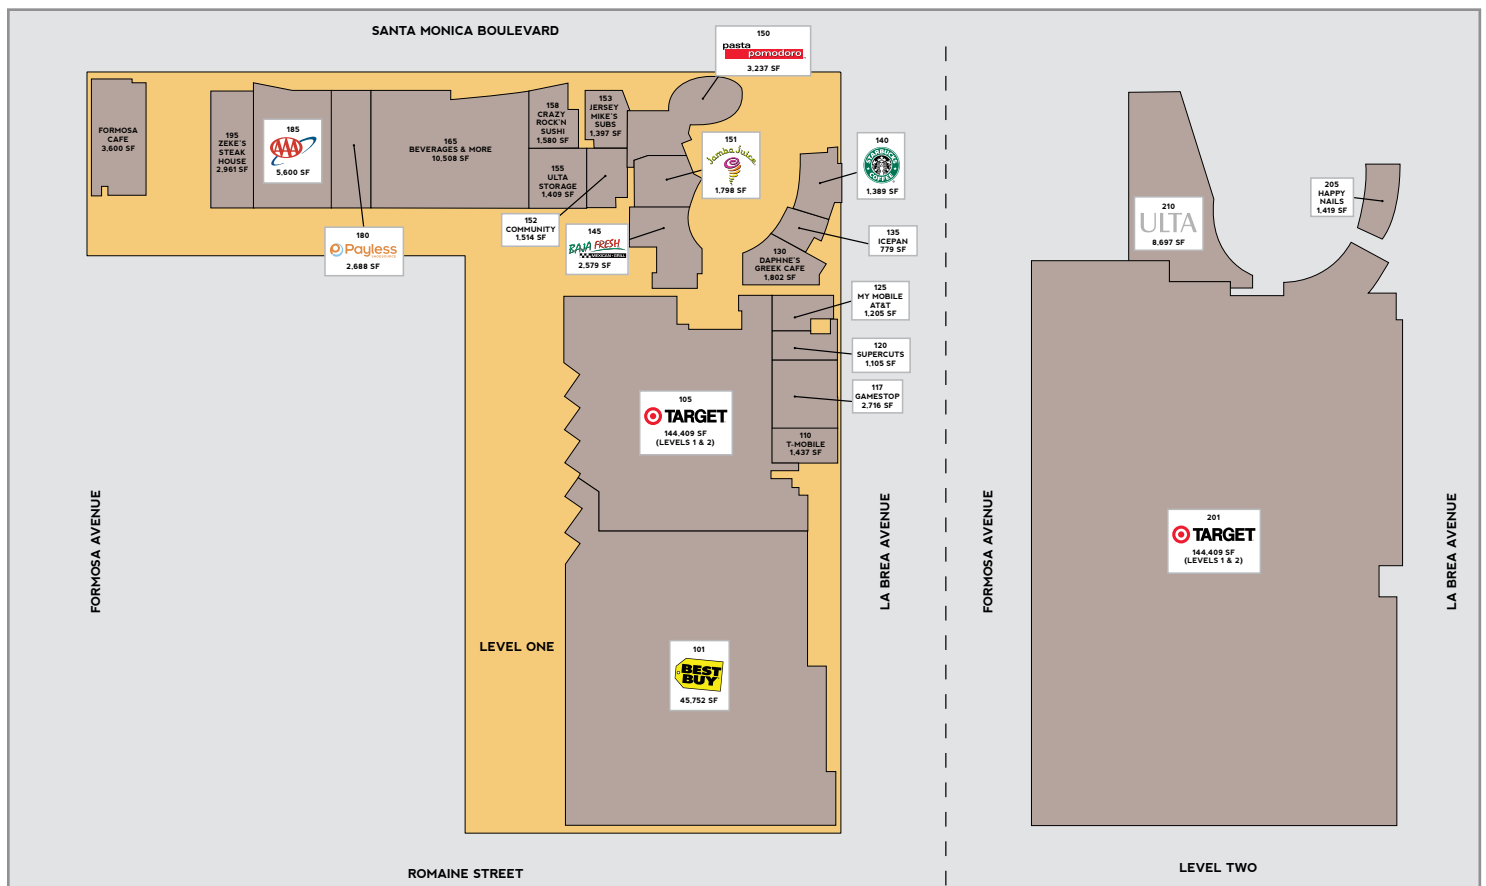 SANTA MONICA BOULEVARD
150
pasta
pomodoro
3,237 SF
FORMOSA
CAFE
3,600 SF
195
ZEKE'S
STEAK
HOUSE
2,961 SF
185
AAA
5,600 SF
180
Payless
2,688 SF
165
BEVERAGES & MORE
10,508 SF
158
CRAZY
ROCK'N
SUSHI
1,580 SF
153
JERSEY
MIKE'S
SUBS
1,397 SF
155
ULTA
STORAGE
1,409 SF
152
COMMUNITY
1,514 SF
151
Jamba Juice
1,798 SF
145
BAJA FRESH
MEXICAN GRILL
2,579 SF
140
STARBUCKS
COFFEE
1,389 SF
135
ICEPAN
779 SF
130
DAPHNE'S
GREEK CAFE
1,802 SF
125
MY MOBILE
AT&T
1,205 SF
120
SUPERCUTS
1,105 SF
117
GAMESTOP
2,716 SF
110
T-MOBILE
1,437 SF
105
TARGET
144,409 SF
(LEVELS 1 & 2)
101
BEST
BUY
45,752 SF
LEVEL ONE
FORMOSA AVENUE
LA BREA AVENUE
ROMAINE STREET
210
ULTA
8,697 SF
205
HAPPY
NAILS
1,419 SF
201
TARGET
144,409 SF
(LEVELS 1 & 2)
FORMOSA AVENUE
LA BREA AVENUE
LEVEL TWO